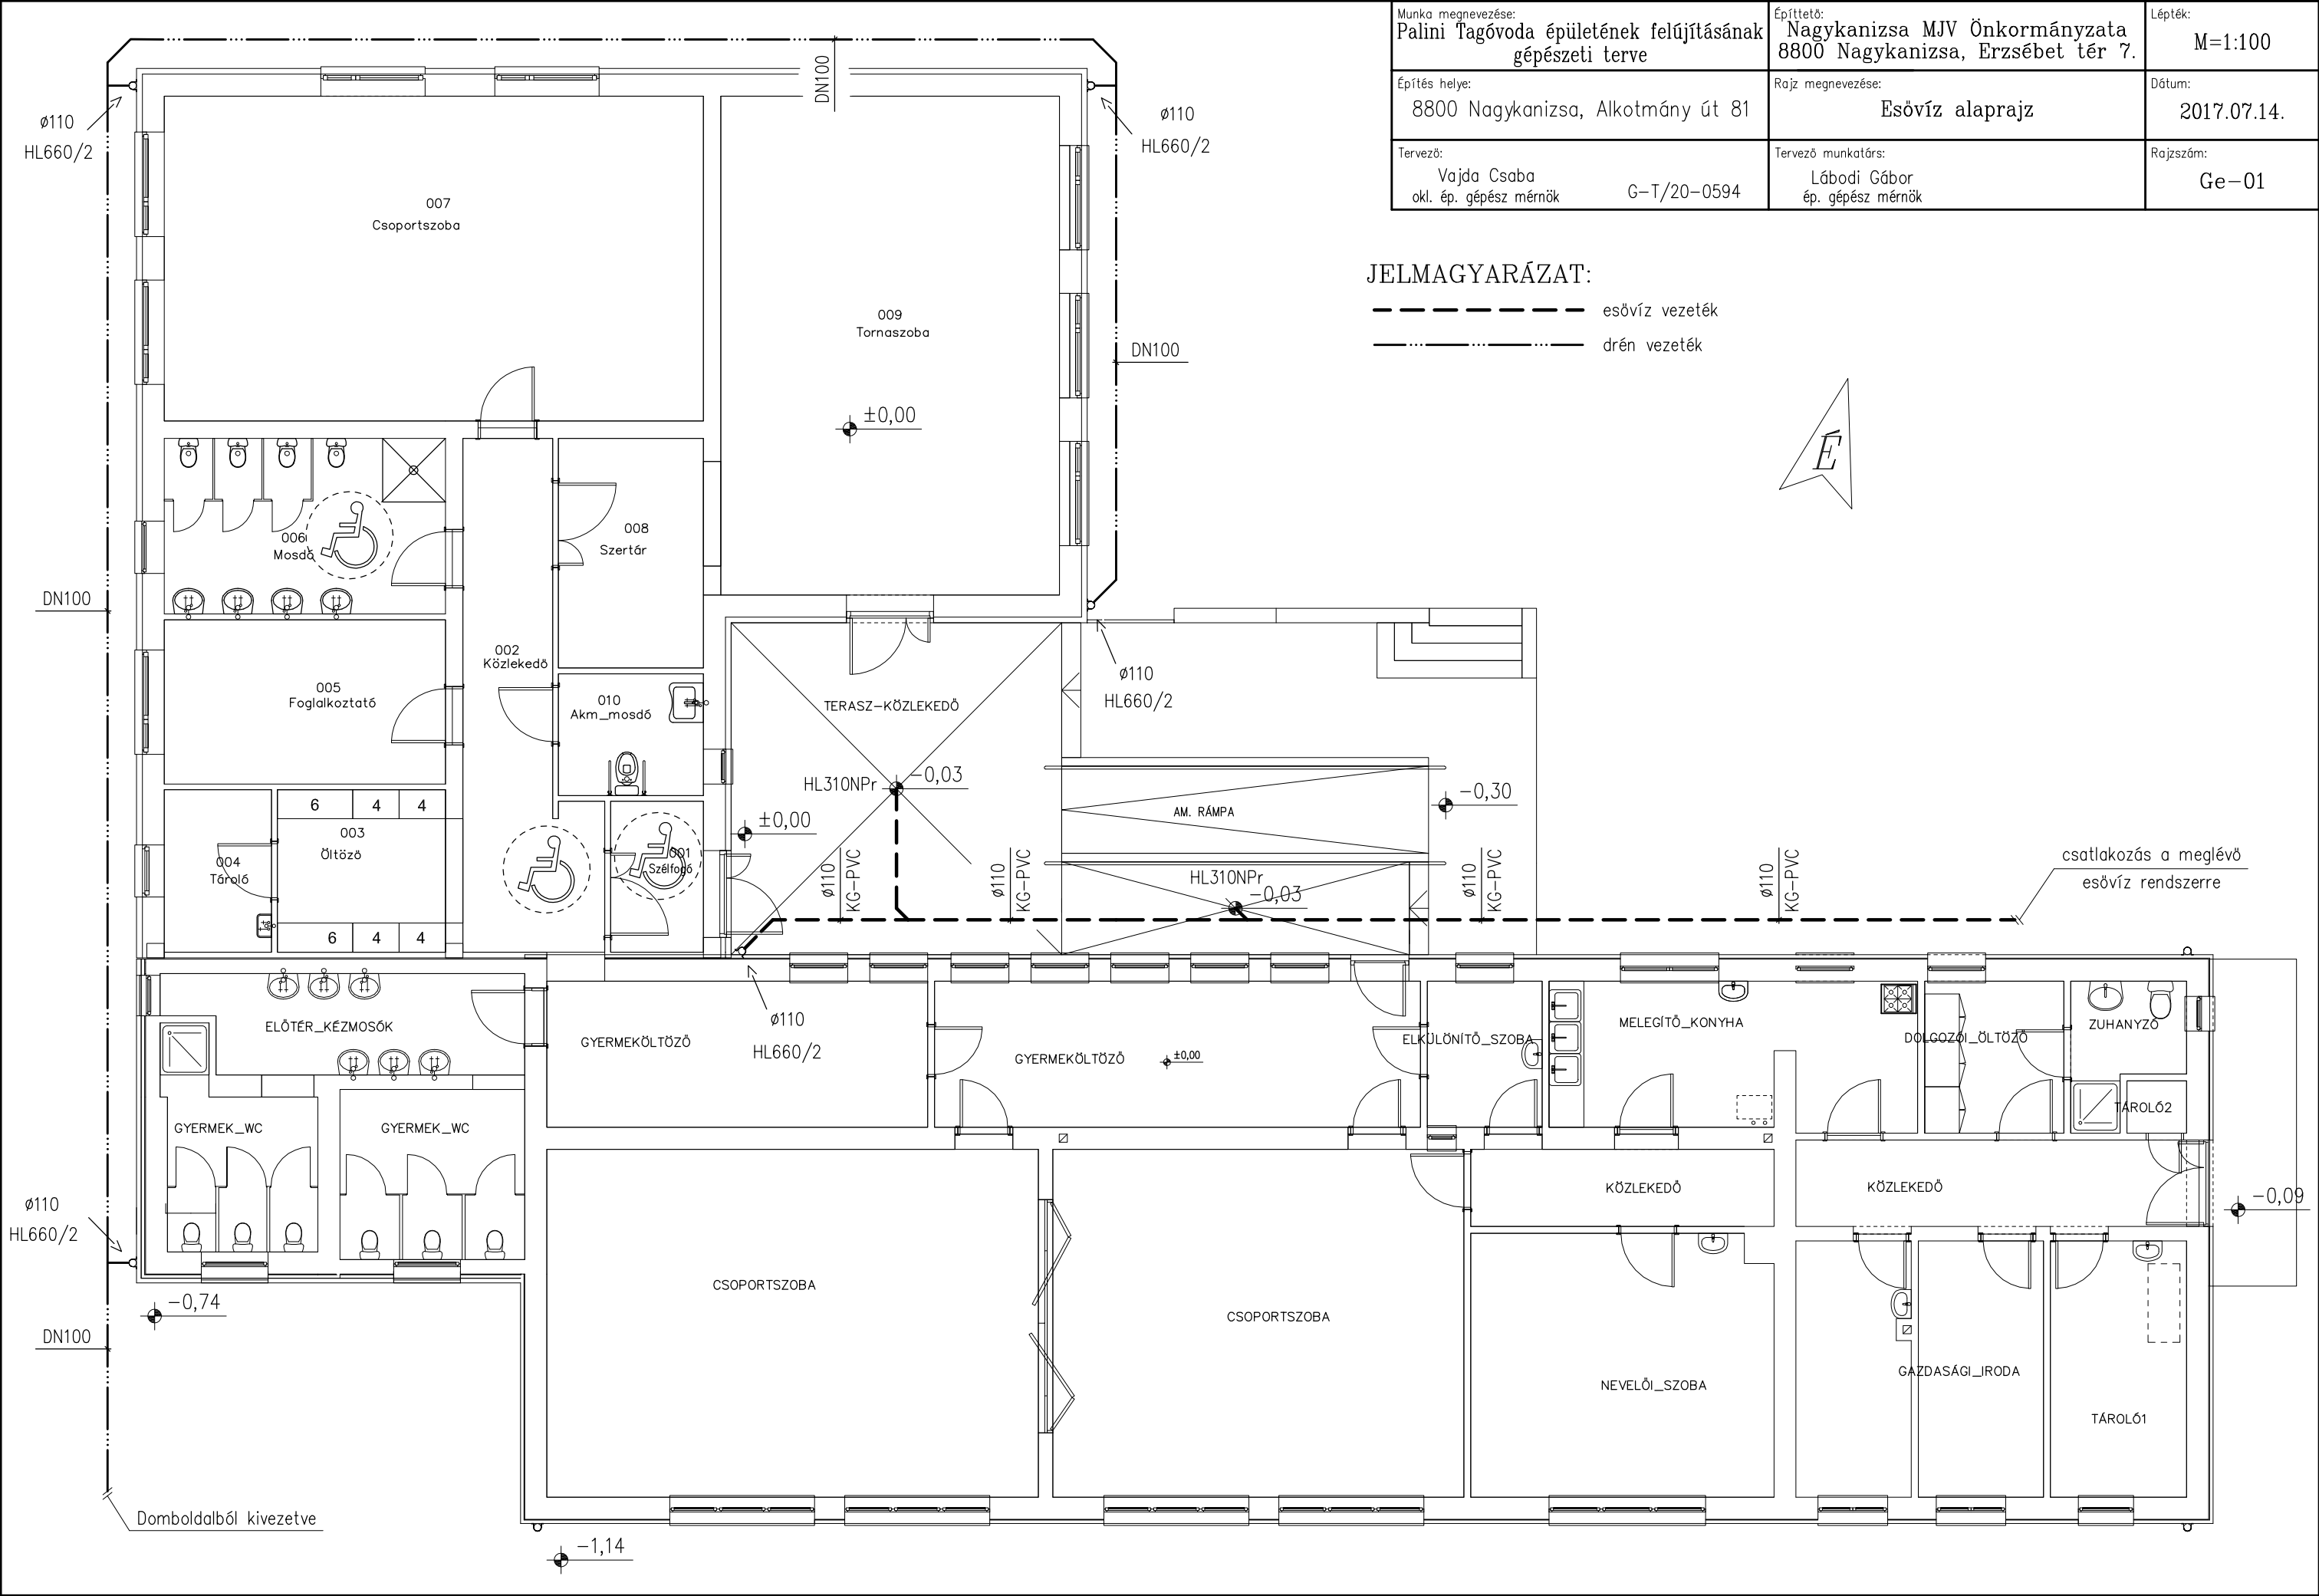 Munka megnevezése:
Palini Tagóvoda épületének felújításának
gépészeti terve
Építtető:
Nagykanizsa MJV Önkormányzata
8800 Nagykanizsa, Erzsébet tér 7.
Lépték:
M=1:100
Építés helye:
8800 Nagykanizsa, Alkotmány út 81
Rajz megnevezése:
Esővíz alaprajz
Dátum:
2017.07.14.
Tervező:
Vajda Csaba
okl. ép. gépész mérnök
G-T/20-0594
Tervező munkatárs:
Lábodi Gábor
ép. gépész mérnök
Rajzszám:
Ge-01
JELMAGYARÁZAT:
esővíz vezeték
drén vezeték
É
DN100
ø110
HL660/2
ø110
HL660/2
007
Csoportszoba
009
Tornaszoba
±0,00
DN100
006
Mosdó
008
Szertár
DN100
002
Közlekedő
005
Foglalkoztató
010
Akm_mosdó
TERASZ-KÖZLEKEDŐ
ø110
HL660/2
HL310NPr
-0,03
-0,30
AM. RÁMPA
6
4
4
003
Öltöző
±0,00
004
Tároló
001
Szélfogó
ø110
KG-PVC
ø110
KG-PVC
HL310NPr
-0,03
ø110
KG-PVC
ø110
KG-PVC
csatlakozás a meglévő
esővíz rendszerre
6
4
4
ELŐTÉR_KÉZMOSÓK
GYERMEKÖLTÖZŐ
ø110
HL660/2
GYERMEKÖLTÖZŐ
±0,00
ELKÜLÖNÍTŐ_SZOBA
MELEGÍTŐ_KONYHA
DOLGOZÓI_ÖLTÖZŐ
ZUHANYZÓ
TÁROLÓ2
GYERMEK_WC
GYERMEK_WC
KÖZLEKEDŐ
KÖZLEKEDŐ
-0,09
ø110
HL660/2
CSOPORTSZOBA
CSOPORTSZOBA
-0,74
DN100
NEVELŐI_SZOBA
GAZDASÁGI_IRODA
TÁROLÓ1
Domboldalból kivezetve
-1,14